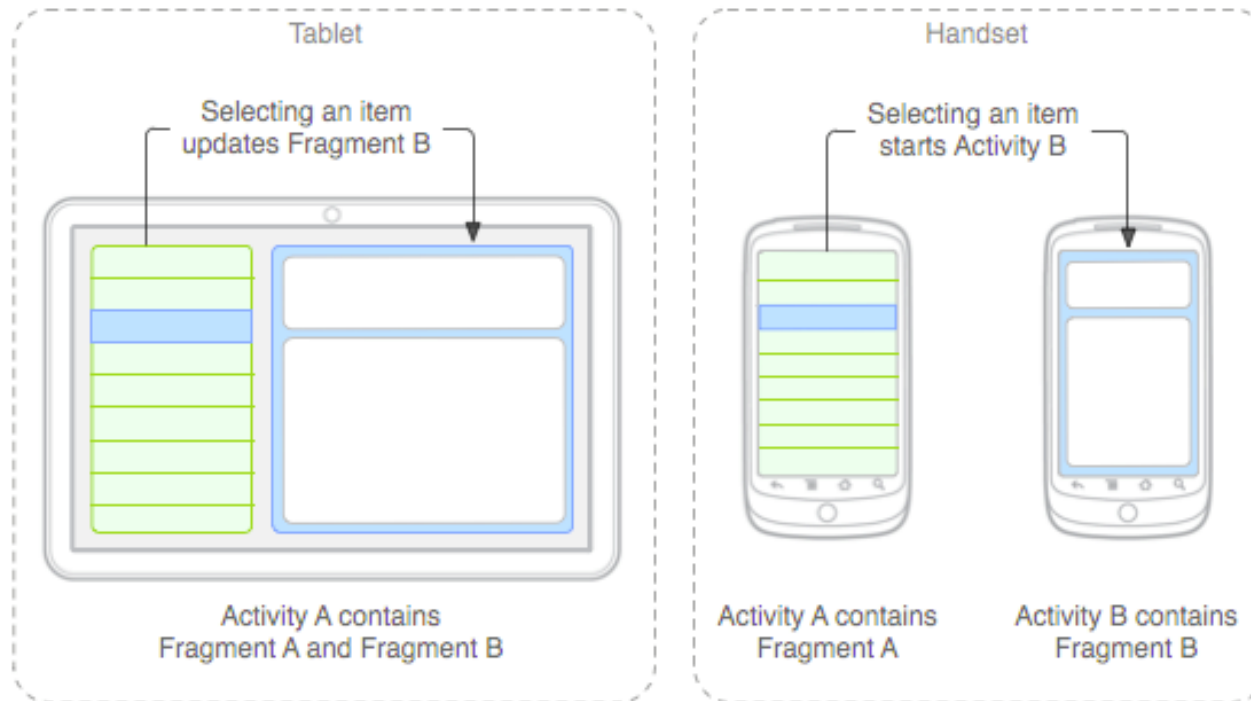 Tablet
Selecting an item
updates Fragment B
Activity A contains
Fragment A and Fragment B
Handset
Selecting an item
starts Activity B
Activity A contains
Fragment A
Activity B contains
Fragment B